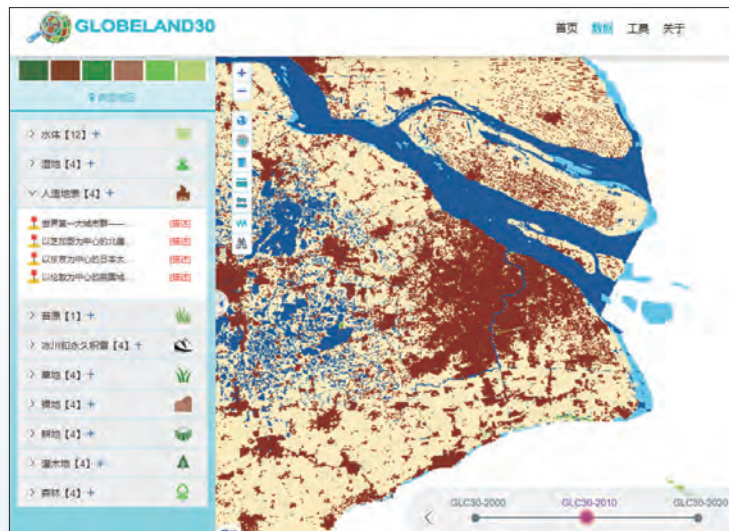 GLOBELAND30
首页 数据 工具 关于
水体【12】+
湿地【4】+
人造地表【4】+
世界第一大城市群——... [描述]
以芝加哥为中心的北美... [描述]
以东京为中心的日本太... [描述]
以伦敦为中心的英国城... [描述]
苔原【1】+
冰川和永久积雪【4】+
草地【4】+
裸地【4】+
耕地【4】+
灌木地【4】+
森林【4】+
GLC30-2000 GLC30-2010 GLC30-2020